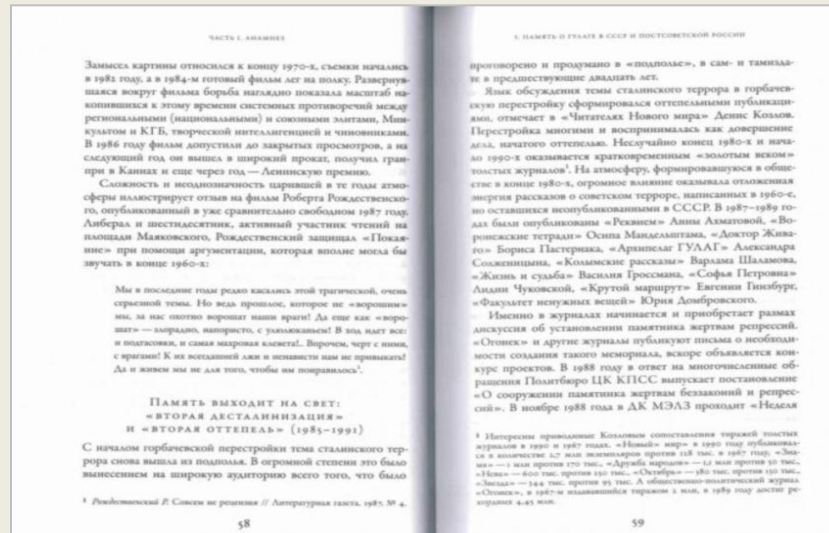 ЧАСТЬ I. АНАМНЕЗ
Замысел картины относился к концу 1970-х, съемки начались
в 1982 году, а в 1984-м готовый фильм лег на полку. Развернув-
шаяся вокруг фильма борьба наглядно показала масштаб на-
копившихся к этому времени системных противоречий между
региональными (национальными) и союзными элитами, Мин-
культом и КГБ, творческой интеллигенцией и чиновниками.
В 1986 году фильм допустили до закрытых просмотров, а на
следующий год он вышел в широкий прокат, получил гран-
при в Каннах и еще через год — Ленинскую премию.
Сложность и неоднозначность царившей в те годы атмо-
сферы иллюстрирует отзыв на фильм Роберта Рождественско-
го, опубликованный в уже сравнительно свободном 1987 году.
Либерал и шестидесятник, активный участник чтений на
площади Маяковского, Рождественский защищал «Покая-
ние» при помощи аргументации, которая вполне могла бы
звучать в конце 1960-х:
Мы в последние годы редко касались этой трагической, очень
серьезной темы. Но ведь прошлое, которое не «ворошим»
мы, за нас охотно ворошат наши враги! Да еще как «воро-
шат» — злорадно, напористо, с улюлюканьем! В ход идет все:
и подтасовки, и самая махровая клевета!.. Впрочем, черт с ними,
с врагами! К их всегдашней лжи и ненависти нам не привыкать!
Да и живем мы не для того, чтобы им понравилось¹.
ПАМЯТЬ ВЫХОДИТ НА СВЕТ:
«ВТОРАЯ ДЕСТАЛИНИЗАЦИЯ»
И «ВТОРАЯ ОТТЕПЕЛЬ» (1985–1991)
С началом горбачевской перестройки тема сталинского тер-
рора снова вышла из подполья. В огромной степени это было
вынесением на широкую аудиторию всего того, что было
¹ Рождественский Р. Совсем не рецензия // Литературная газета. 1987. № 4.
58
3. ПАМЯТЬ О ГУЛАГЕ В СССР И ПОСТСОВЕТСКОЙ РОССИИ
проговорено и продумано в «подполье», в сам- и тамизда-
те в предшествующие двадцать лет.
Язык обсуждения темы сталинского террора в горбачев-
скую перестройку сформировался оттепельными публикаци-
ями, отмечает в «Читателях Нового мира» Денис Козлов.
Перестройка многими и воспринималась как довершение
дела, начатого оттепелью. Неслучайно конец 1980-х и нача-
ло 1990-х оказывается кратковременным «золотым веком»
толстых журналов¹. На атмосферу, формировавшуюся в обще-
стве в конце 1980-х, огромное влияние оказывала отложенная
энергия рассказов о советском терроре, написанных в 1960-е,
но оставшихся неопубликованными в СССР. В 1987–1989 го-
дах были опубликованы «Реквием» Анны Ахматовой, «Во-
ронежские тетради» Осипа Мандельштама, «Доктор Жива-
го» Бориса Пастернака, «Архипелаг ГУЛАГ» Александра
Солженицына, «Колымские рассказы» Варлама Шаламова,
«Жизнь и судьба» Василия Гроссмана, «Софья Петровна»
Лидии Чуковской, «Крутой маршрут» Евгении Гинзбург,
«Факультет ненужных вещей» Юрия Домбровского.
Именно в журналах начинается и приобретает размах
дискуссия об установлении памятника жертвам репрессий.
«Огонек» и другие журналы публикуют письма о необходи-
мости создания такого мемориала, вскоре объявляется кон-
курс проектов. В 1988 году в ответ на многочисленные об-
ращения Политбюро ЦК КПСС выпускает постановление
«О сооружении памятника жертвам беззаконий и репрес-
сий». В ноябре 1988 года в ДК МЭЛЗ проходит «Неделя
Интересны приводимые Козловым сопоставления тиражей толстых
журналов в 1990 и 1967 годах. «Новый» мир» в 1990 году публиковал-
ся в количестве 2,7 млн экземпляров против 128 тыс. в 1967 году, «Зна-
мя» — 1 млн против 170 тыс., «Дружба народов» — 1,1 млн против 50 тыс.,
«Нева» — 600 тыс. против 150 тыс., «Октябрь» — 380 тыс. против 130 тыс.,
«Звезда» — 344 тыс. против 95 тыс. А общественно-политический журнал
«Огонек», в 1967-м издававшийся тиражом 2 млн, в 1989 году достиг ре-
кордных 4,45 млн.
59